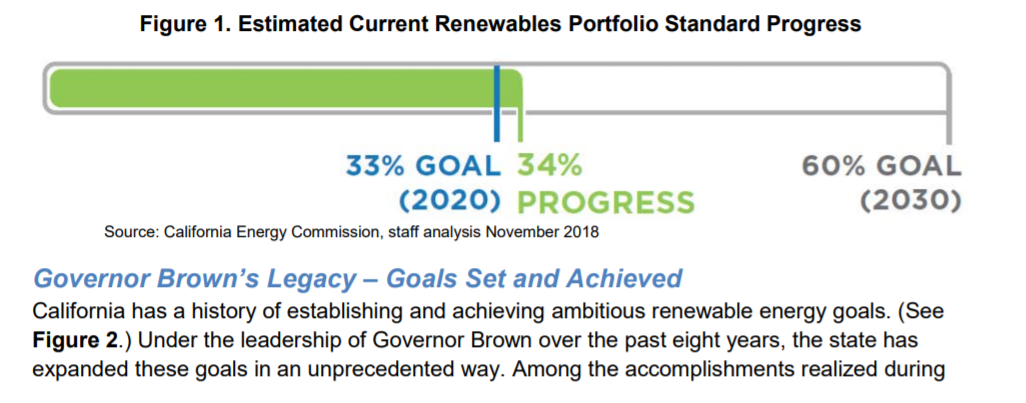 Figure 1. Estimated Current Renewables Portfolio Standard Progress
33% GOAL
(2020)
34%
PROGRESS
60% GOAL
(2030)
Source: California Energy Commission, staff analysis November 2018
Governor Brown's Legacy – Goals Set and Achieved
California has a history of establishing and achieving ambitious renewable energy goals. (See
Figure 2.) Under the leadership of Governor Brown over the past eight years, the state has
expanded these goals in an unprecedented way. Among the accomplishments realized during